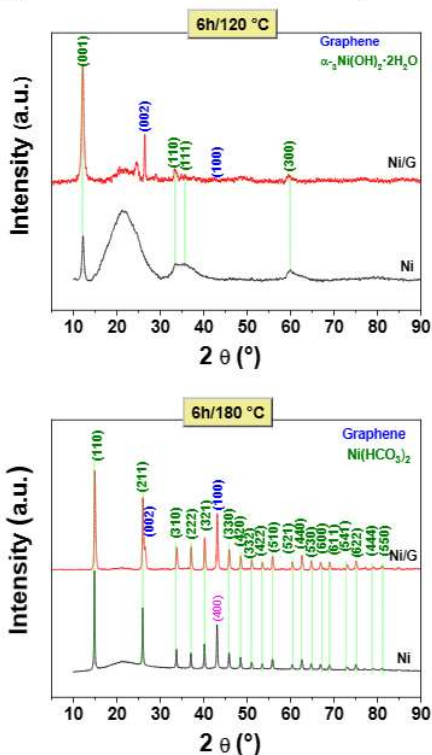 6h/120 °C
Graphene
α-₃Ni(OH)₂·2H₂O
(001)
(002)
(110)
(111)
(100)
(300)
Ni/G
Ni
Intensity (a.u.)
10 20 30 40 50 60 70 80 90
2 θ (°)
6h/180 °C
Graphene
Ni(HCO₃)₂
(110)
(211)
(002)
(310)
(222)
(321)
(100)
(330)
(420)
(332)
(422)
(510)
(521)
(440)
(530)
(600)
(611)
(541)
(622)
(444)
(550)
Ni/G
(400)
Ni
Intensity (a.u.)
10 20 30 40 50 60 70 80 90
2 θ (°)